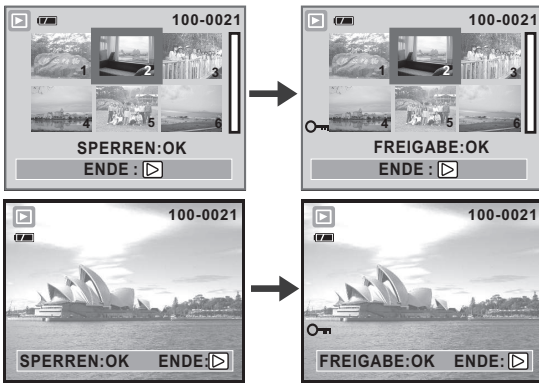 100-0021
1 2 3
4 5 6
SPERREN:OK
ENDE :
100-0021
1 2 3
4 5 6
FREIGABE:OK
ENDE :
100-0021
SPERREN:OK ENDE:
100-0021
FREIGABE:OK ENDE: